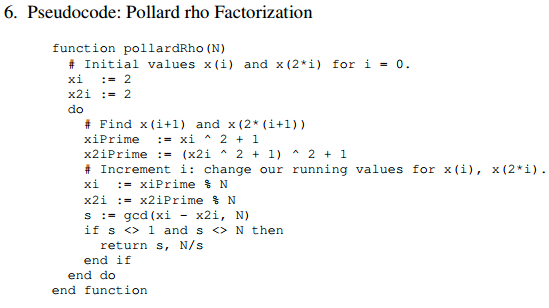 6. Pseudocode: Pollard rho Factorization
function pollardRho(N)
# Initial values x(i) and x(2*i) for i = 0.
xi := 2
x2i := 2
do
# Find x(i+1) and x(2*(i+1))
xiPrime := xi ^ 2 + 1
x2iPrime := (x2i ^ 2 + 1) ^ 2 + 1
# Increment i: change our running values for x(i), x(2*i).
xi := xiPrime % N
x2i := x2iPrime % N
s := gcd(xi - x2i, N)
if s <> 1 and s <> N then
return s, N/s
end if
end do
end function